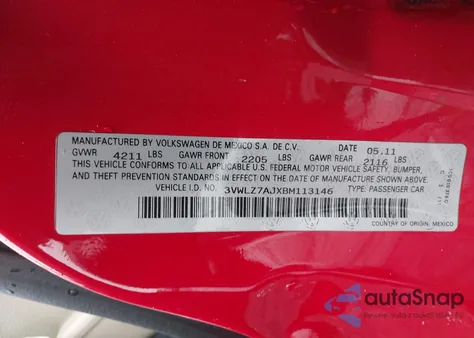 MANUFACTURED BY VOLKSWAGEN DE MEXICO S.A. DE C.V. 05.11
GVWR 4211 LBS GAWR FRONT 2205 LBS GAWR REAR 2116 LBS
THIS VEHICLE CONFORMS TO ALL APPLICABLE U.S. FEDERAL MOTOR VEHICLE SAFETY, BUMPER,
AND THEFT PREVENTION STANDARDS IN EFFECT ON THE DATE OF MANUFACTURE SHOWN ABOVE.
VEHICLE I.D. NO. 3VWLZ7AJXBM113146 TYPE: PASSENGER CAR
COUNTRY OF ORIGIN: MEXICO
autoSnap